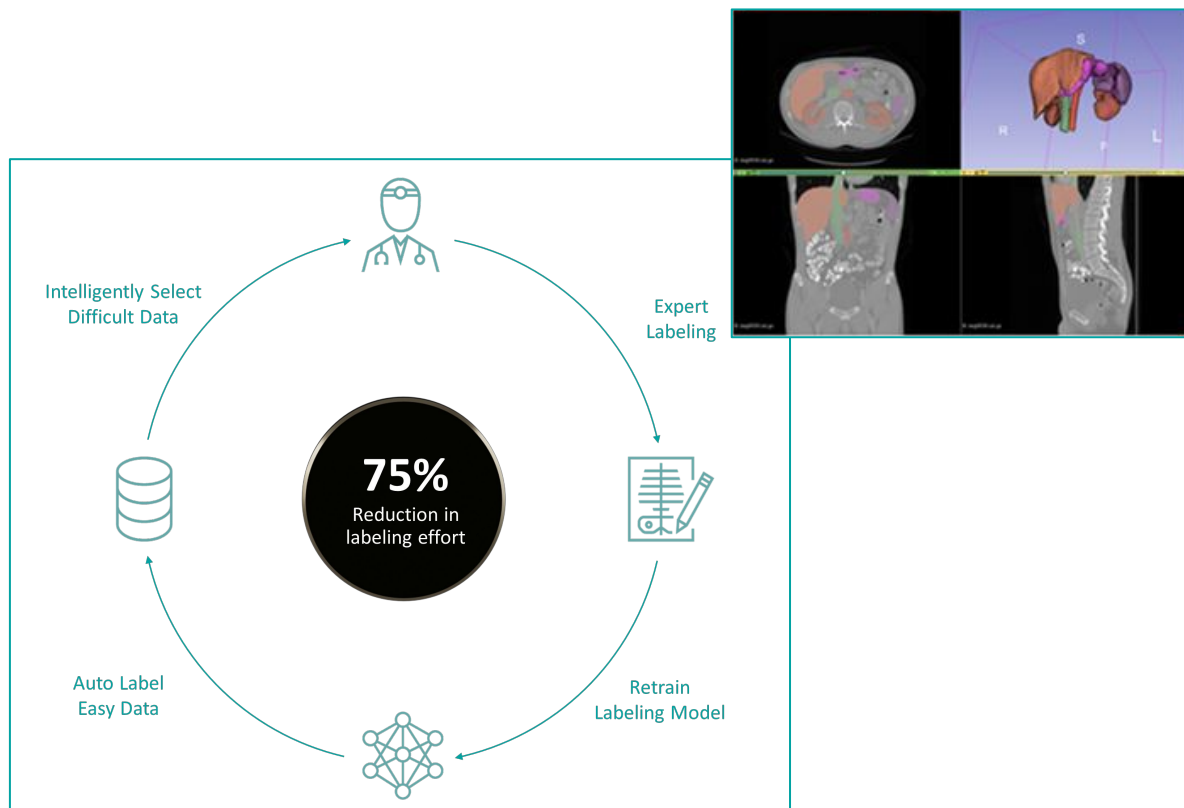 S
R
L
Intelligently Select
Difficult Data
Expert
Labeling
75%
Reduction in
labeling effort
Auto Label
Easy Data
Retrain
Labeling Model